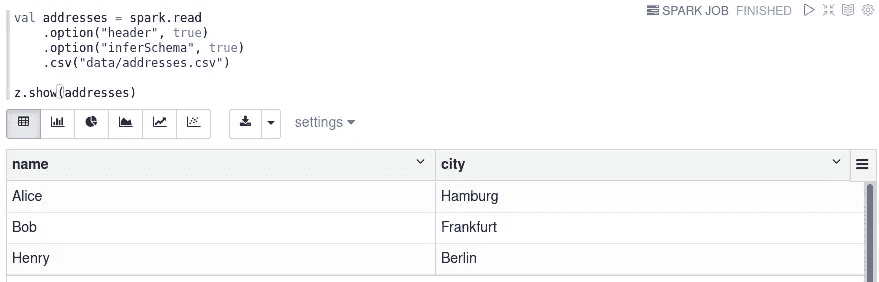 val addresses = spark.read
.option("header", true)
.option("inferSchema", true)
.csv("data/addresses.csv")
z.show(addresses)
SPARK JOB FINISHED
settings
name city
Alice Hamburg
Bob Frankfurt
Henry Berlin